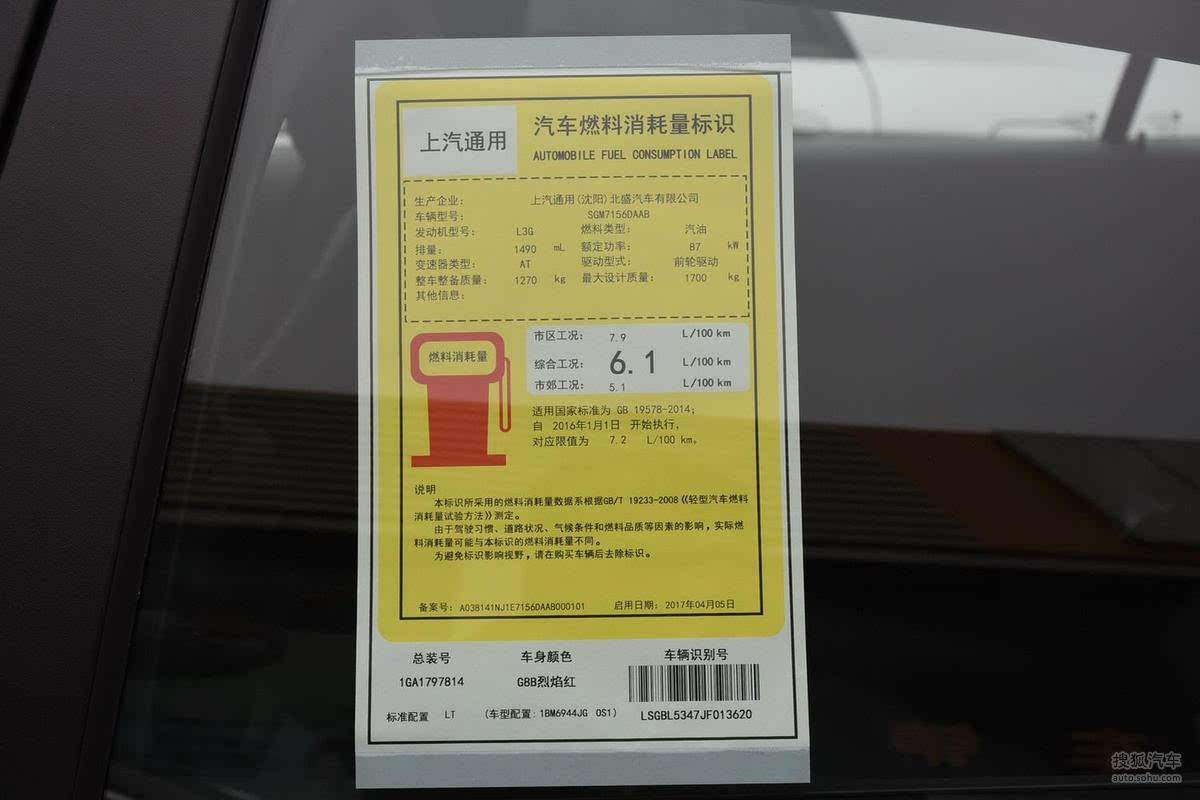 上汽通用
汽车燃料消耗量标识
AUTOMOBILE FUEL CONSUMPTION LABEL
生产企业: 上汽通用(沈阳)北盛汽车有限公司
车辆型号: SGM7156DAAB
发动机型号: L3G 燃料类型: 汽油
排量: 1490 mL 额定功率: 87 kW
变速器类型: AT 驱动型式: 前轮驱动
整车整备质量: 1270 kg 最大设计质量: 1700 kg
其他信息:
燃料消耗量
市区工况: 7.9 L/100 km
综合工况: 6.1 L/100 km
市郊工况: 5.1 L/100 km
适用国家标准为 GB 19578-2014;
自 2016年1月1日 开始执行,
对应限值为 7.2 L/100 km。
说明
本标识所采用的燃料消耗量数据系根据GB/T 19233-2008《轻型汽车燃料
消耗量试验方法》测定。
由于驾驶习惯、道路状况、气候条件和燃料品质等因素的影响,实际燃
料消耗量可能与本标识的燃料消耗量不同。
为避免标识影响视野,请在购买车辆后去除标识。
备案号: A038141NJ1E7156DAAB000101 启用日期: 2017年04月05日
总装号 车身颜色 车辆识别号
1GA1797814 G8B烈焰红
标准配置 LT (车型配置: 1BM6944JG OS1) LSGBL5347JF013620
搜狐汽车
auto.sohu.com